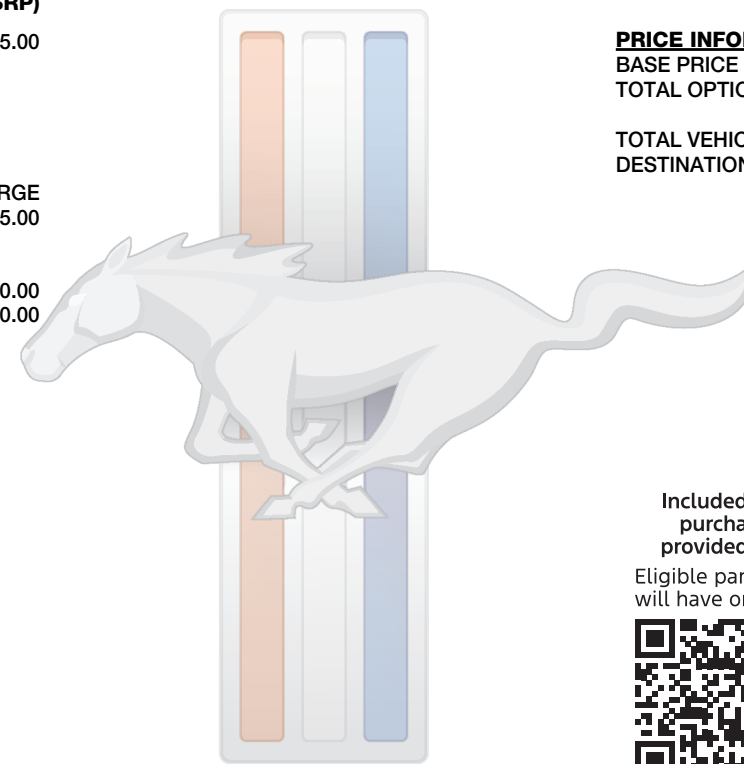 SRP)
5.00
RGE
5.00
0.00
0.00
PRICE INFO
BASE PRICE
TOTAL OPTIO
TOTAL VEHIC
DESTINATION
Included
purcha
provided
Eligible par
will have o